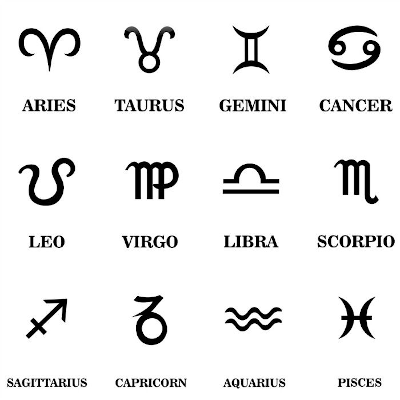 ARIES TAURUS GEMINI CANCER
LEO VIRGO LIBRA SCORPIO
SAGITTARIUS CAPRICORN AQUARIUS PISCES